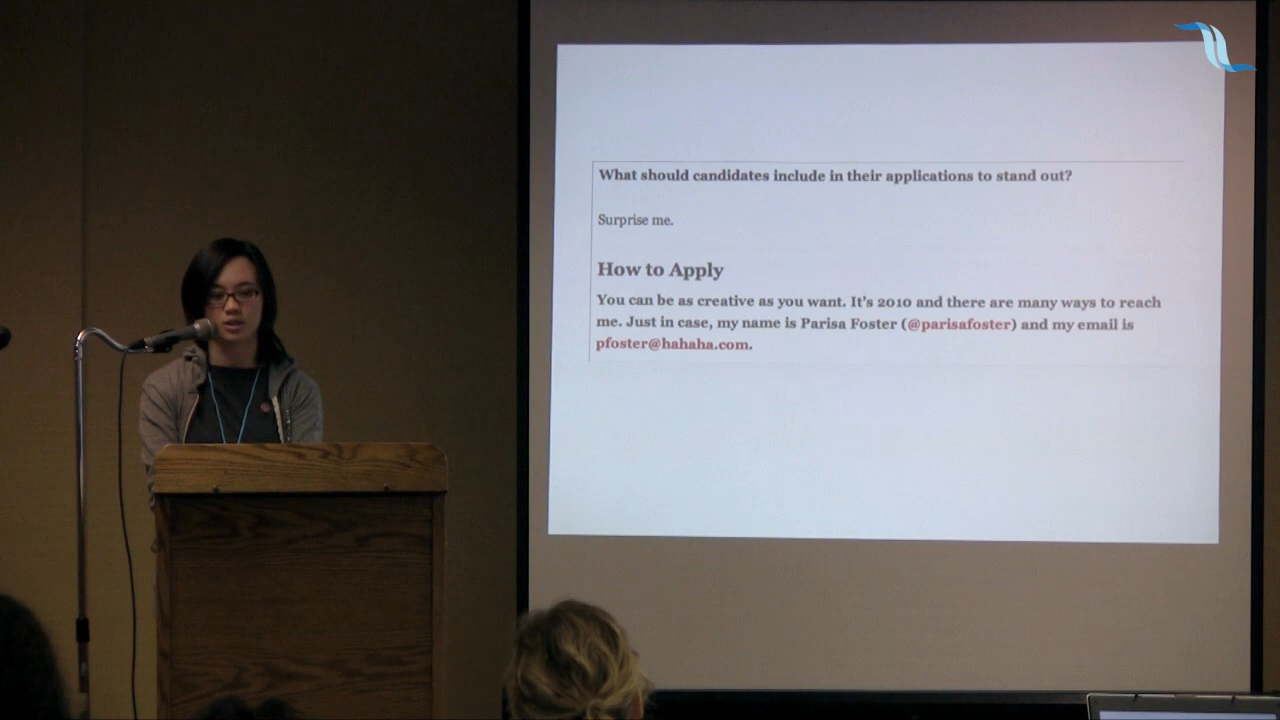 What should candidates include in their applications to stand out?
Surprise me.
How to Apply
You can be as creative as you want. It's 2010 and there are many ways to reach
me. Just in case, my name is Parisa Foster (@parisafoster) and my email is
pfoster@hahaha.com.